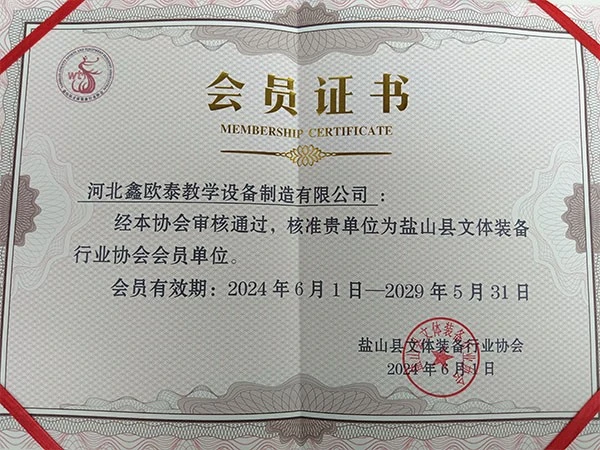 会员证书
MEMBERSHIP CERTIFICATE
河北鑫欧泰教学设备制造有限公司：
经本协会审核通过，核准贵单位为盐山县文体装备
行业协会会员单位。
会员有效期：2024年6月1日—2029年5月31日
盐山县文体装备行业协会
2024年6月1日